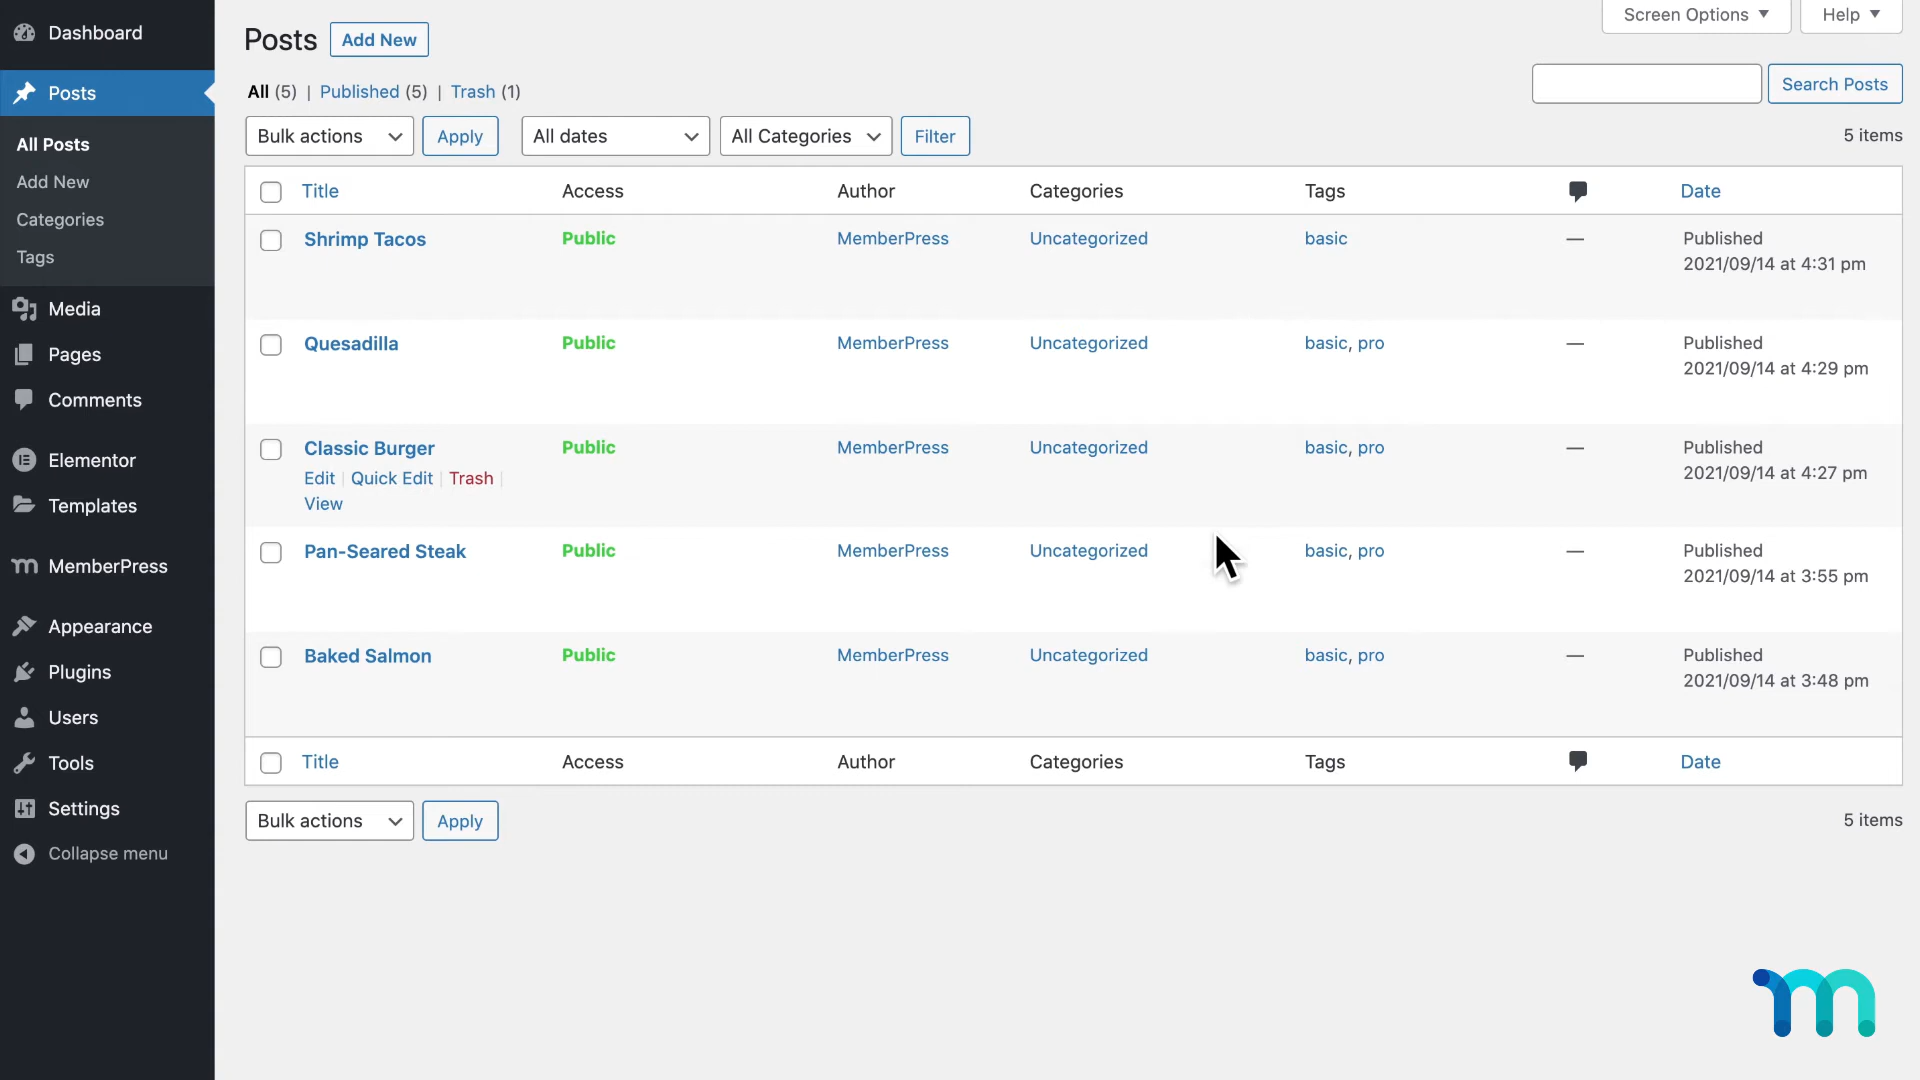 Dashboard
Posts
All Posts
Add New
Categories
Tags
Media
Pages
Comments
Elementor
Templates
MemberPress
Appearance
Plugins
Users
Tools
Settings
Collapse menu
Screen Options Help
Posts Add New
All (5) | Published (5) | Trash (1)
Search Posts
Bulk actions Apply All dates All Categories Filter 5 items
Title Access Author Categories Tags Date
Shrimp Tacos Public MemberPress Uncategorized basic — Published
2021/09/14 at 4:31 pm
Quesadilla Public MemberPress Uncategorized basic, pro — Published
2021/09/14 at 4:29 pm
Classic Burger Public MemberPress Uncategorized basic, pro — Published
Edit | Quick Edit | Trash | 2021/09/14 at 4:27 pm
View
Pan-Seared Steak Public MemberPress Uncategorized basic, pro — Published
2021/09/14 at 3:55 pm
Baked Salmon Public MemberPress Uncategorized basic, pro — Published
2021/09/14 at 3:48 pm
Title Access Author Categories Tags Date
Bulk actions Apply 5 items